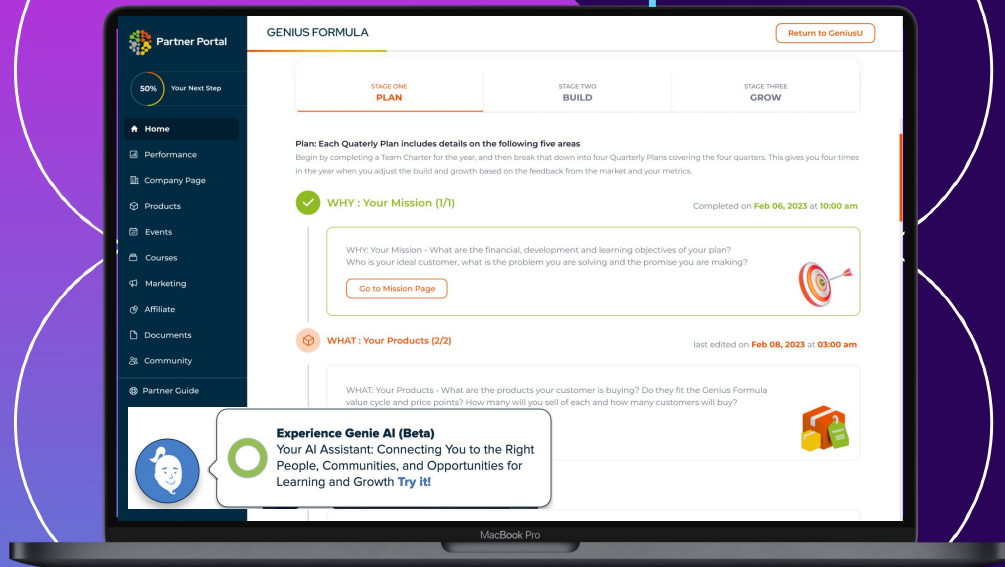 Partner Portal
GENIUS FORMULA
Return to GeniusU
50%
Your Next Step
Home
Performance
Company Page
Products
Events
Courses
Marketing
Affiliate
Documents
Community
Partner Guide
STAGE ONE
PLAN
STAGE TWO
BUILD
STAGE THREE
GROW
Plan: Each Quaterly Plan includes details on the following five areas
Begin by completing a Team Charter for the year, and then break that down into four Quarterly Plans covering the four quarters. This gives you four times
in the year when you adjust the build and growth based on the feedback from the market and your metrics.
WHY : Your Mission (1/1)
Completed on Feb 06, 2023 at 10:00 am
WHY: Your Mission - What are the financial, development and learning objectives of your plan?
Who is your ideal customer, what is the problem you are solving and the promise you are making?
Go to Mission Page
WHAT : Your Products (2/2)
last edited on Feb 08, 2023 at 03:00 am
WHAT: Your Products - What are the products your customer is buying? Do they fit the Genius Formula
value cycle and price points? How many will you sell of each and how many customers will buy?
Experience Genie AI (Beta)
Your AI Assistant: Connecting You to the Right
People, Communities, and Opportunities for
Learning and Growth Try it!
MacBook Pro